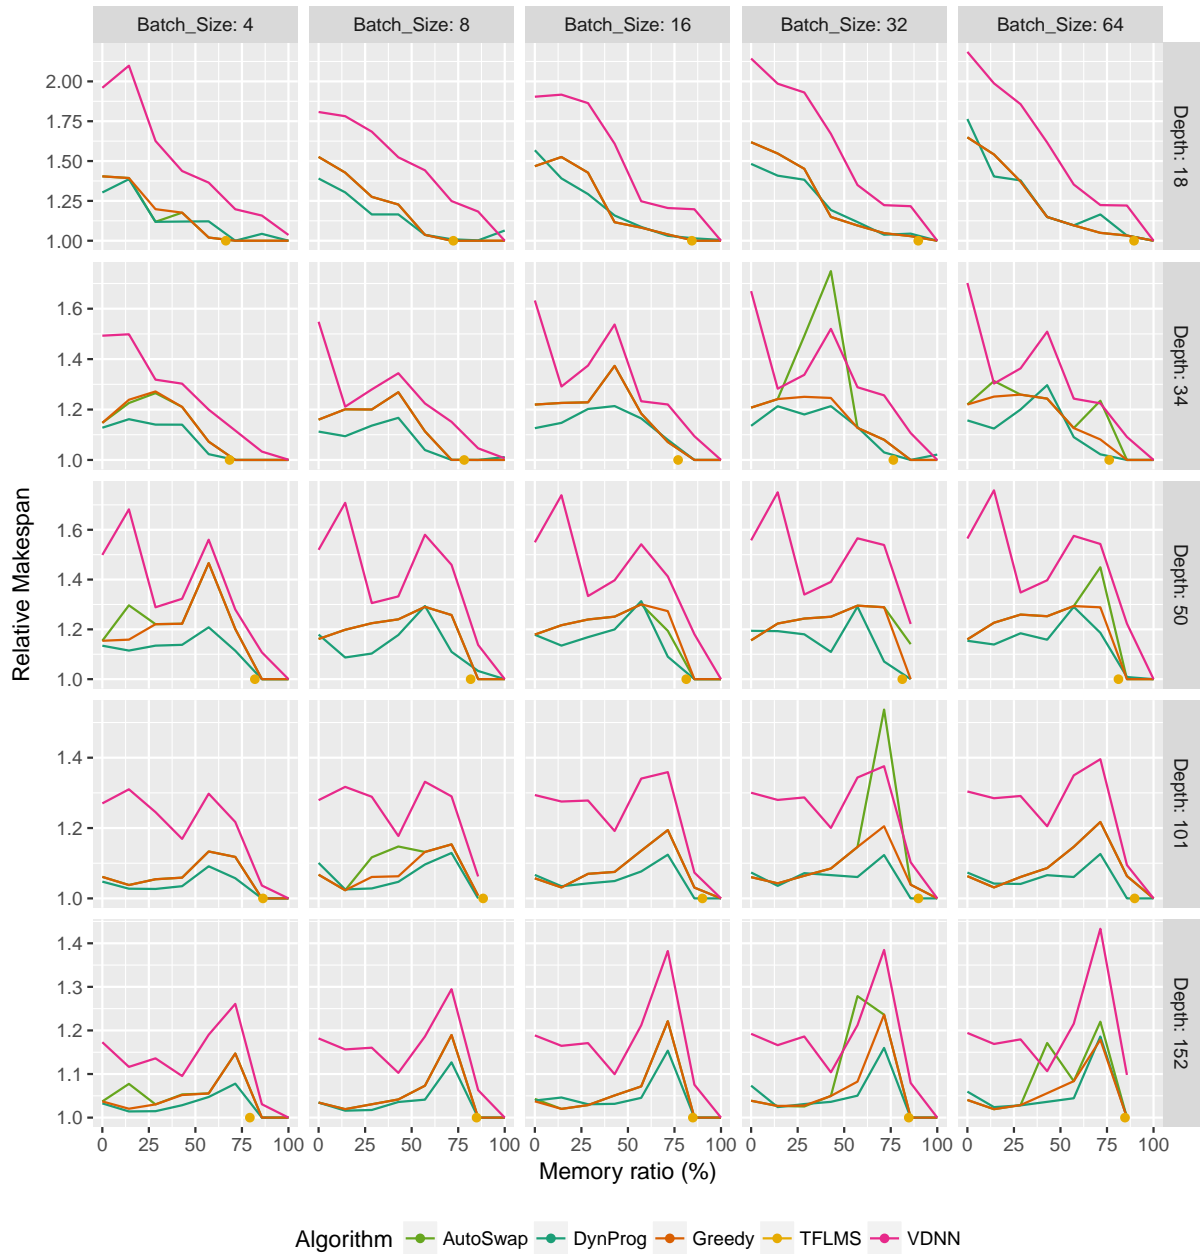 Batch_Size: 4 Batch_Size: 8 Batch_Size: 16 Batch_Size: 32 Batch_Size: 64
2.00
1.75
1.50
1.25
1.00
Depth: 18
1.6
1.4
1.2
1.0
Depth: 34
Relative Makespan
1.6
1.4
1.2
1.0
Depth: 50
1.4
1.2
1.0
Depth: 101
1.4
1.3
1.2
1.1
1.0
Depth: 152
0 25 50 75 100 0 25 50 75 100 0 25 50 75 100 0 25 50 75 100 0 25 50 75 100
Memory ratio (%)
Algorithm AutoSwap DynProg Greedy TFLMS VDNN